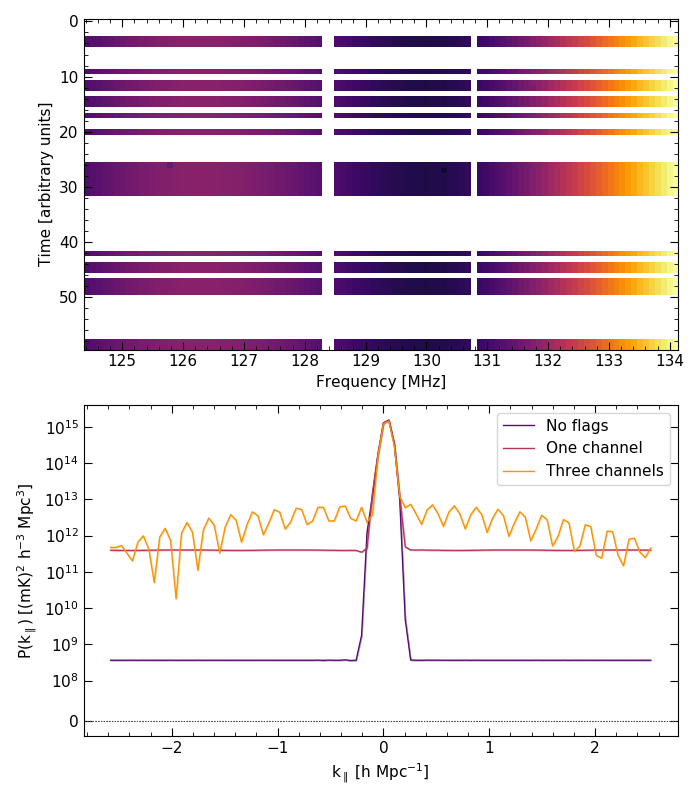 0
10
20
30
40
50
Time [arbitrary units]
125 126 127 128 129 130 131 132 133 134
Frequency [MHz]
No flags
One channel
Three channels
10¹⁵
10¹⁴
10¹³
10¹²
10¹¹
10¹⁰
10⁹
10⁸
0
P(k∥) [(mK)² h⁻³ Mpc³]
−2 −1 0 1 2
k∥ [h Mpc⁻¹]